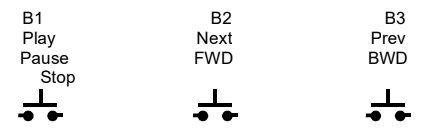 B1 B2 B3
Play Next Prev
Pause FWD BWD
Stop